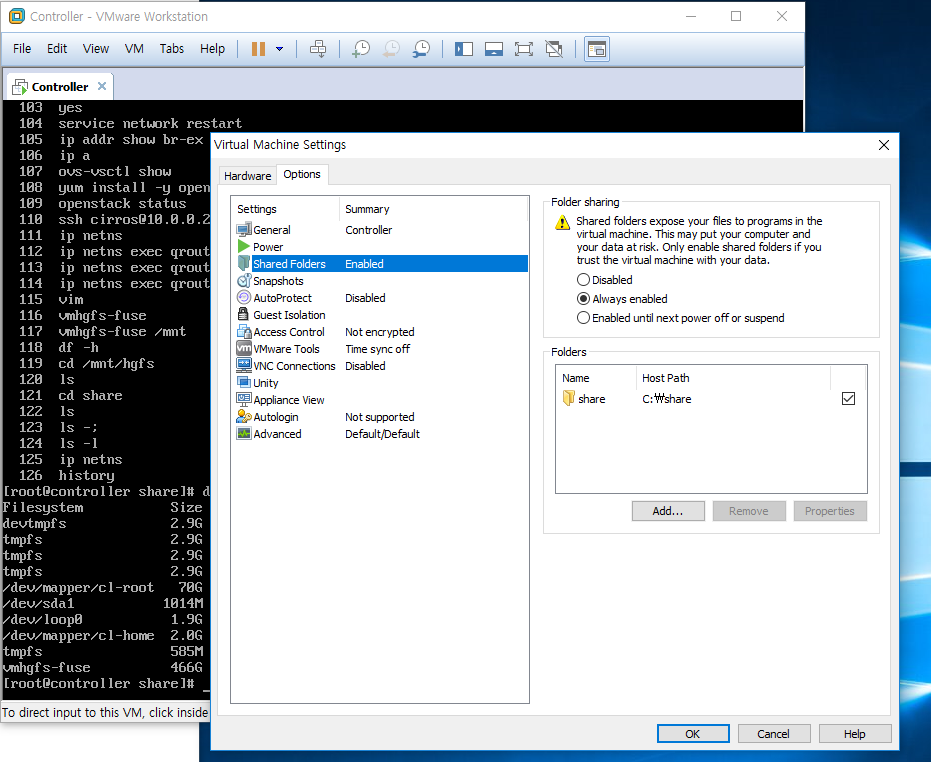 Controller - VMware Workstation
File Edit View VM Tabs Help
Controller
103 yes
104 service network restart
105 ip addr show br-ex
106 ip a
107 ovs-vsctl show
108 yum install -y open
109 openstack status
110 ssh cirros@10.0.0.2
111 ip netns
112 ip netns exec qrout
113 ip netns exec qrout
114 ip netns exec qrout
115 vim
116 vmhgfs-fuse
117 vmhgfs-fuse /mnt
118 df -h
119 cd /mnt/hgfs
120 ls
121 cd share
122 ls
123 ls -;
124 ls -l
125 ip netns
126 history
[root@controller share]# d
Filesystem Size
devtmpfs 2.9G
tmpfs 2.9G
tmpfs 2.9G
tmpfs 2.9G
/dev/mapper/cl-root 70G
/dev/sda1 1014M
/dev/loop0 1.9G
/dev/mapper/cl-home 2.0G
tmpfs 585M
vmhgfs-fuse 466G
[root@controller share]# _
To direct input to this VM, click inside
Virtual Machine Settings
Hardware Options
Settings Summary
General Controller
Power
Shared Folders Enabled
Snapshots
AutoProtect Disabled
Guest Isolation
Access Control Not encrypted
vm VMware Tools Time sync off
VNC Connections Disabled
Unity
Appliance View
Autologin Not supported
Advanced Default/Default
Folder sharing
Shared folders expose your files to programs in the
virtual machine. This may put your computer and
your data at risk. Only enable shared folders if you
trust the virtual machine with your data.
Disabled
Always enabled
Enabled until next power off or suspend
Folders
Name Host Path
share C:₩share
Add... Remove Properties
OK Cancel Help